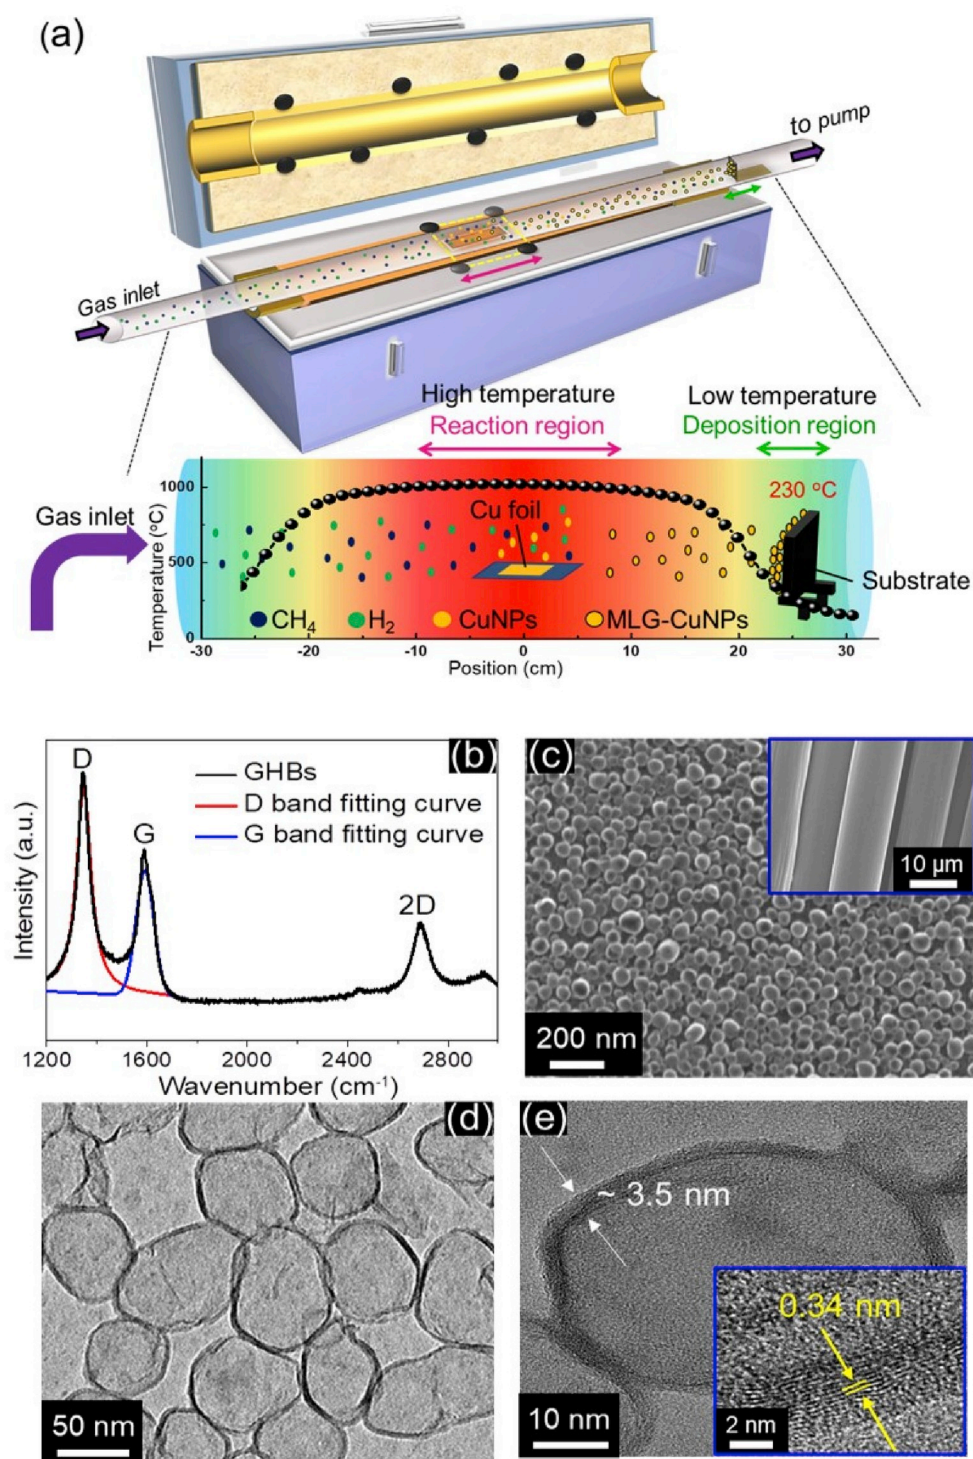 (a)
to pump
Gas inlet
High temperature
Reaction region
Low temperature
Deposition region
Gas inlet
Temperature (ºC)
1000
500
0
230 ºC
Cu foil
Substrate
CH4
H2
CuNPs
MLG-CuNPs
-30
-20
-10
0
10
20
30
Position (cm)
(b)
D
G
2D
GHBs
D band fitting curve
G band fitting curve
Intensity (a.u.)
1200
1600
2000
2400
2800
Wavenumber (cm-1)
(c)
10 µm
200 nm
(d)
50 nm
(e)
~ 3.5 nm
0.34 nm
10 nm
2 nm